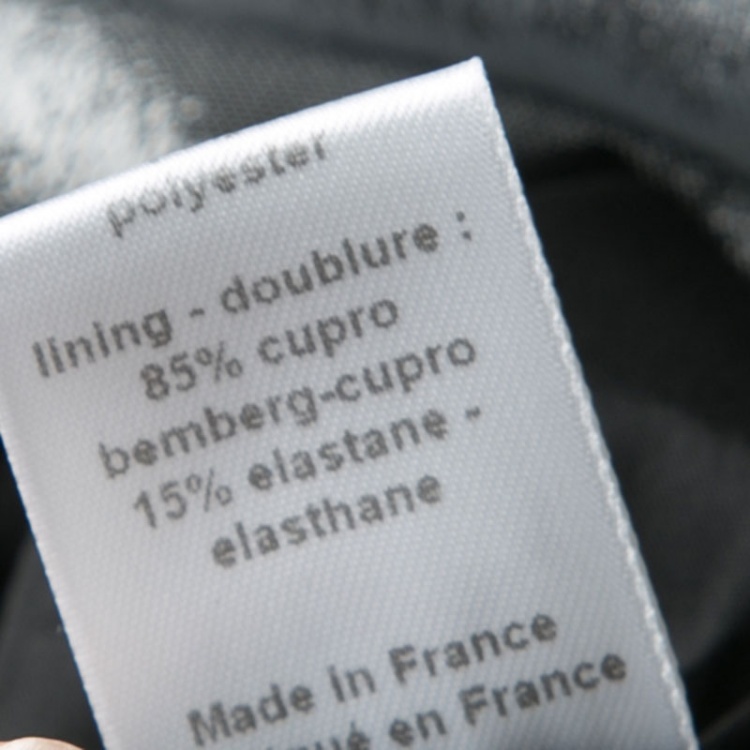 polyester
lining - doublure :
85% cupro
bemberg-cupro
15% elastane -
elasthane
Made in France
en France